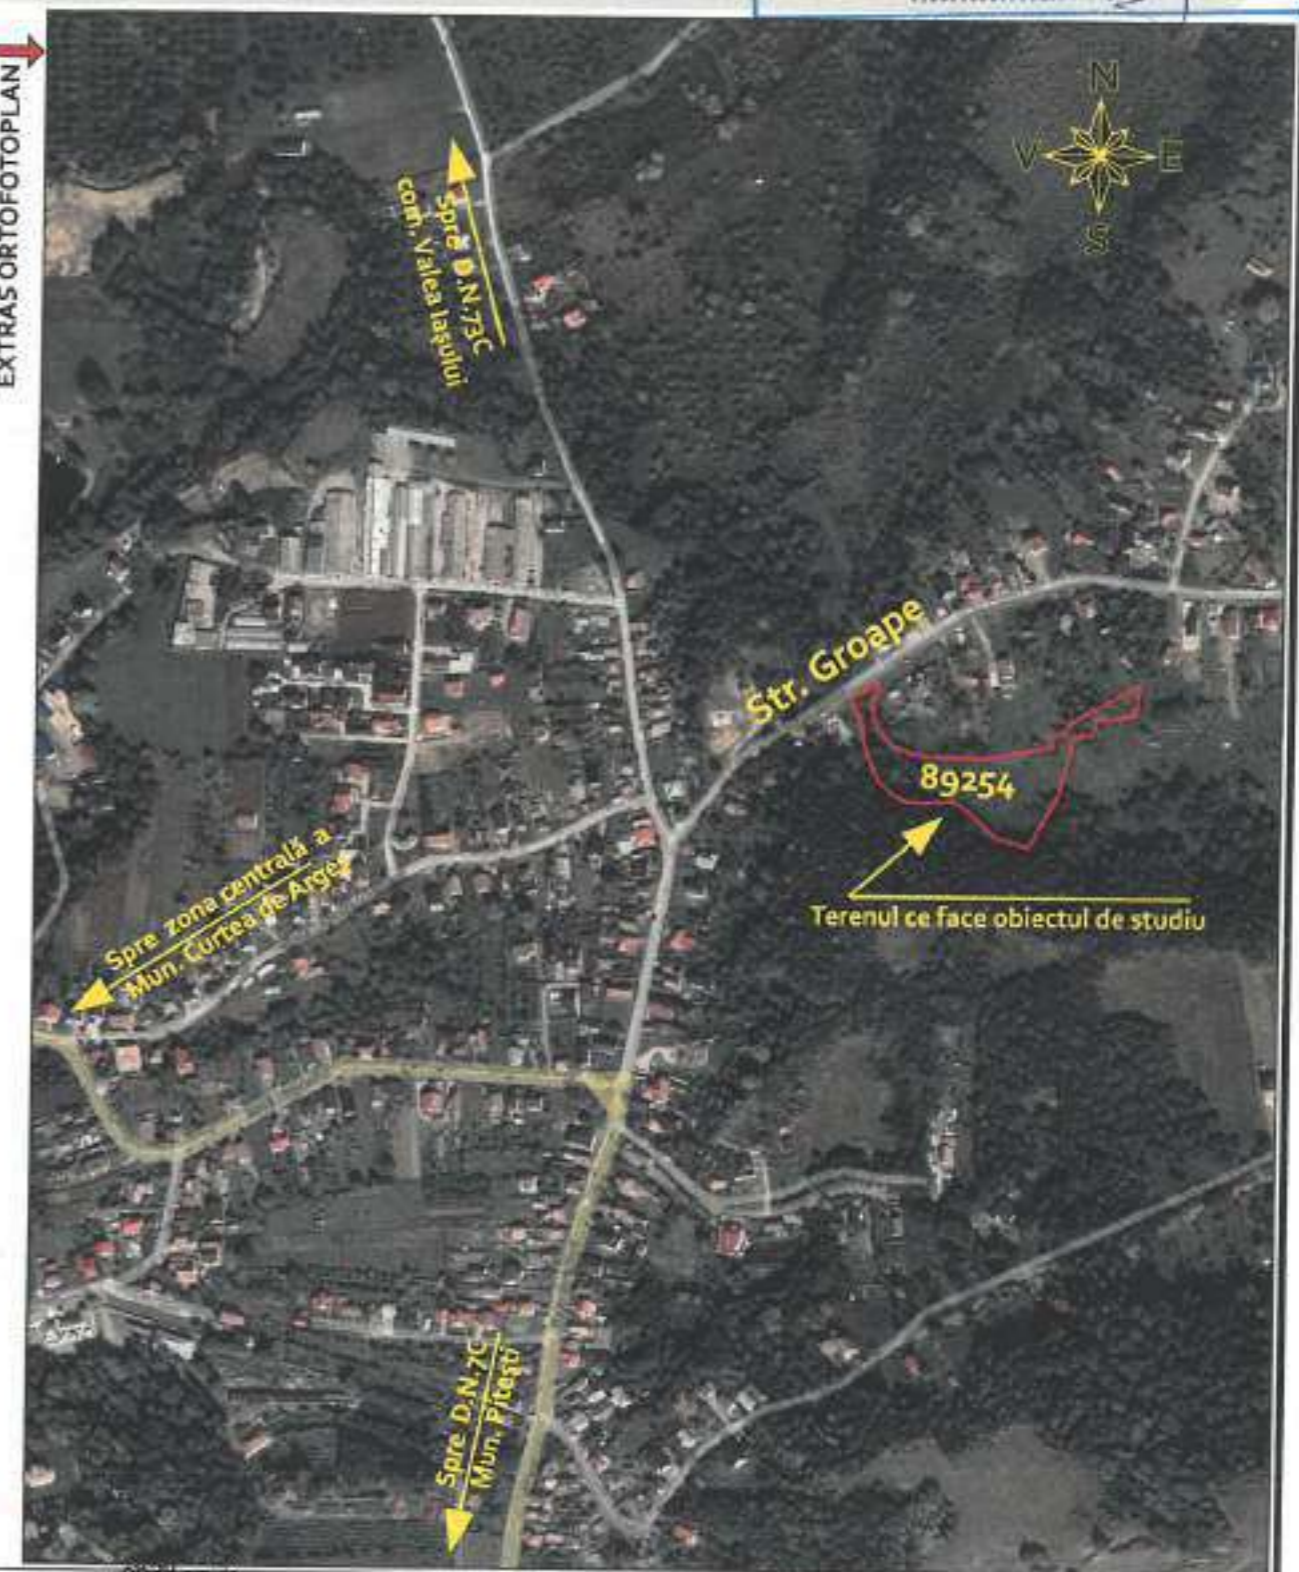 EXTRAS ORTOFOTOPLAN
N
V E
S
Spre D.N.73C
com. Valea Iașului
Str. Groape
89254
Terenul ce face obiectul de studiu
Spre zona centrală a
Mun. Curtea de Argeș
Spre D.N.7C
Mun. Pitești